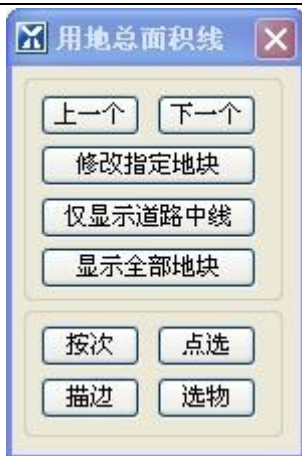 用地总面积线
上一个 下一个
修改指定地块
仅显示道路中线
显示全部地块
按次 点选
描边 选物